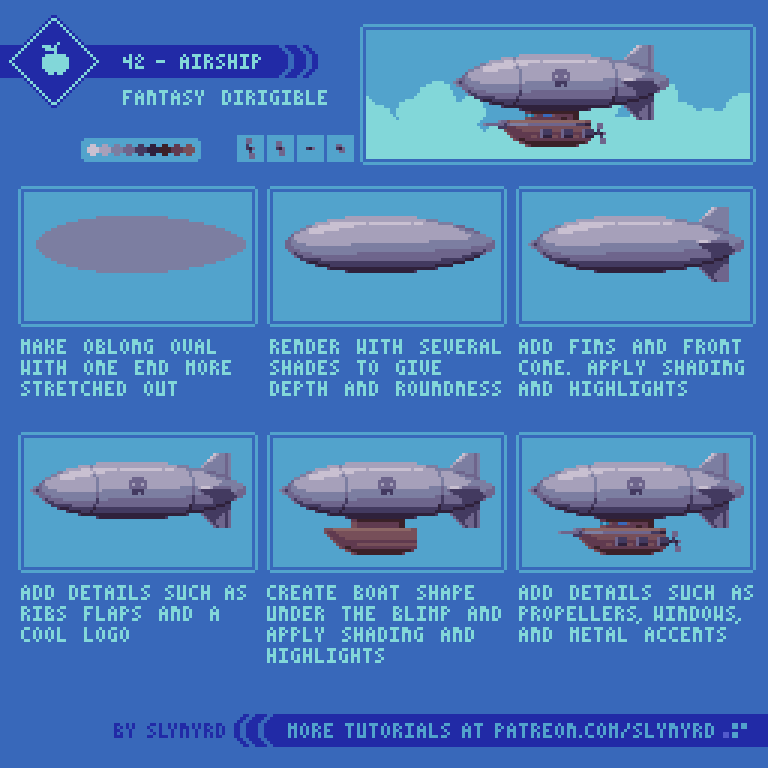 42 - AIRSHIP
FANTASY DIRIGIBLE
MAKE OBLONG OVAL
WITH ONE END MORE
STRETCHED OUT
RENDER WITH SEVERAL
SHADES TO GIVE
DEPTH AND ROUNDNESS
ADD FINS AND FRONT
CONE. APPLY SHADING
AND HIGHLIGHTS
ADD DETAILS SUCH AS
RIBS FLAPS AND A
COOL LOGO
CREATE BOAT SHAPE
UNDER THE BLIMP AND
APPLY SHADING AND
HIGHLIGHTS
ADD DETAILS SUCH AS
PROPELLERS, WINDOWS,
AND METAL ACCENTS
BY SLYNYRD
MORE TUTORIALS AT PATREON.COM/SLYNYRD